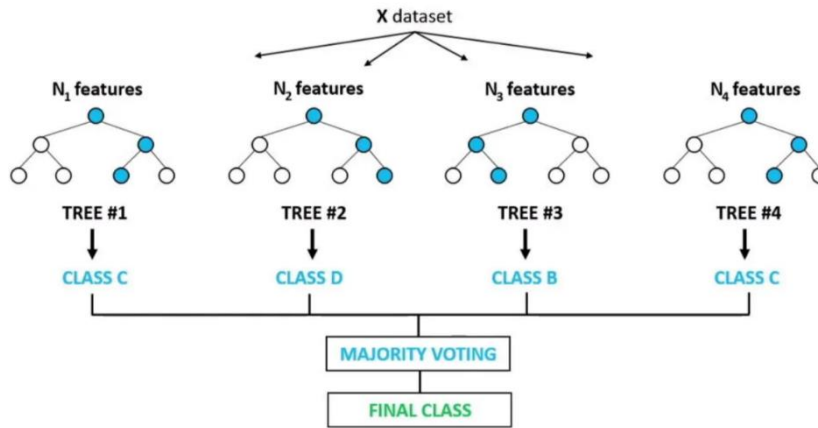 X dataset
N₁ features
N₂ features
N₃ features
N₄ features
TREE #1
TREE #2
TREE #3
TREE #4
CLASS C
CLASS D
CLASS B
CLASS C
MAJORITY VOTING
FINAL CLASS